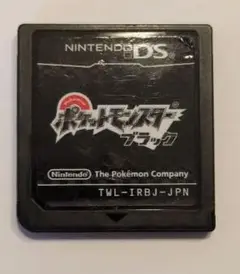 NINTENDO DS
ポケットモンスター
ブラック
Nintendo The Pokémon Company
TWL-IRBJ-JPN